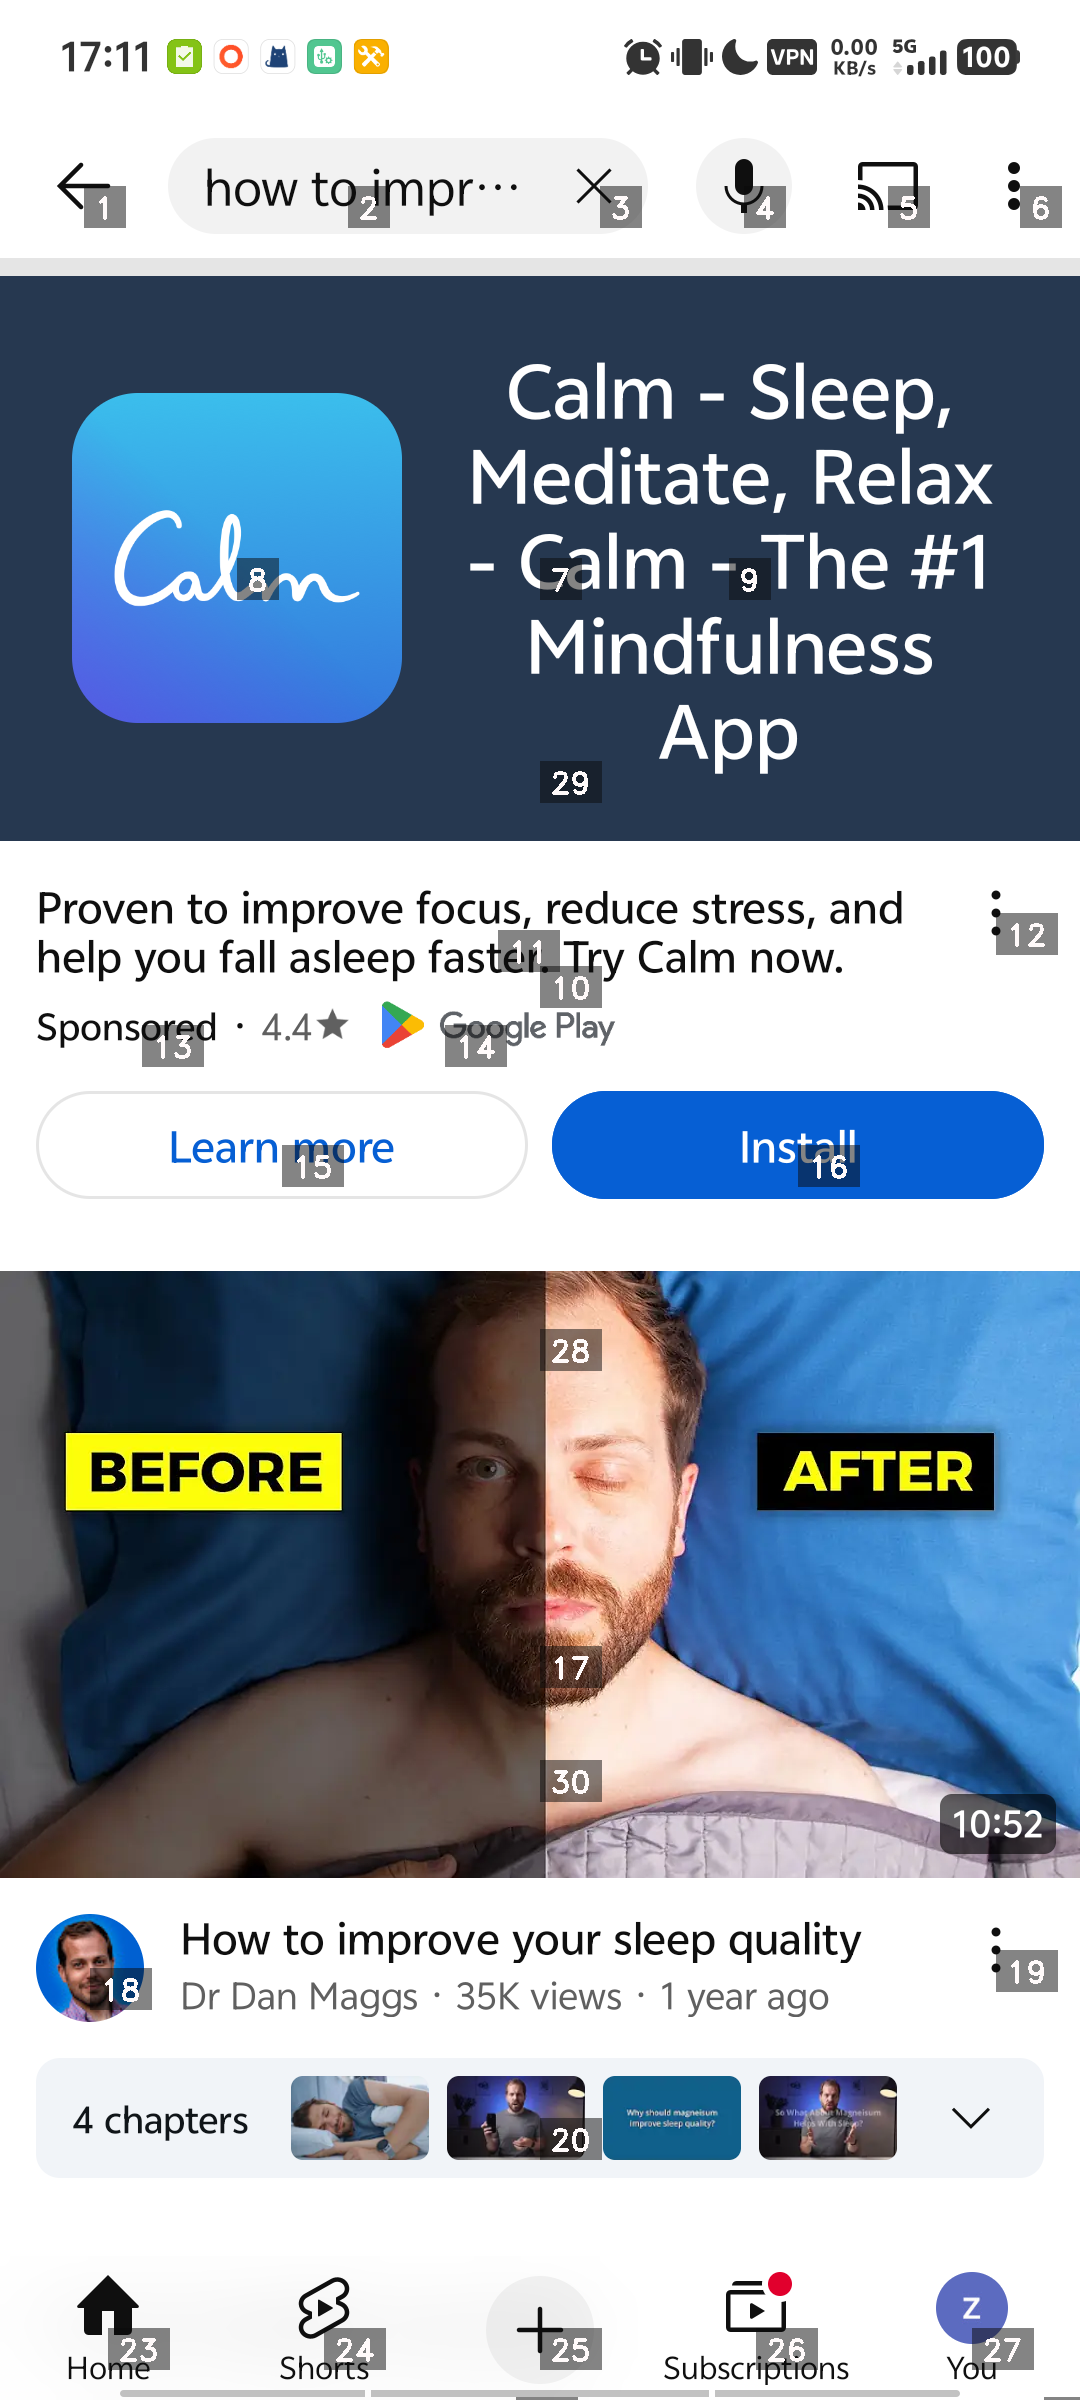 17:11
VPN
0.00
KB/s
5G
100
how to impr...
1
2
3
4
5
6
Calm
Calm - Sleep,
Meditate, Relax
- Calm - The #1
Mindfulness
App
8
7
9
29
Proven to improve focus, reduce stress, and
help you fall asleep faster. Try Calm now.
11
12
10
Sponsored · 4.4★ Google Play
13
14
Learn more
Install
15
16
28
BEFORE
AFTER
17
30
10:52
How to improve your sleep quality
Dr Dan Maggs · 35K views · 1 year ago
18
19
4 chapters
Why should magneisum
improve sleep quality?
So What About Magneisum
Helps With Sleep?
20
Z
23
24
25
26
27
Home
Shorts
Subscriptions
You